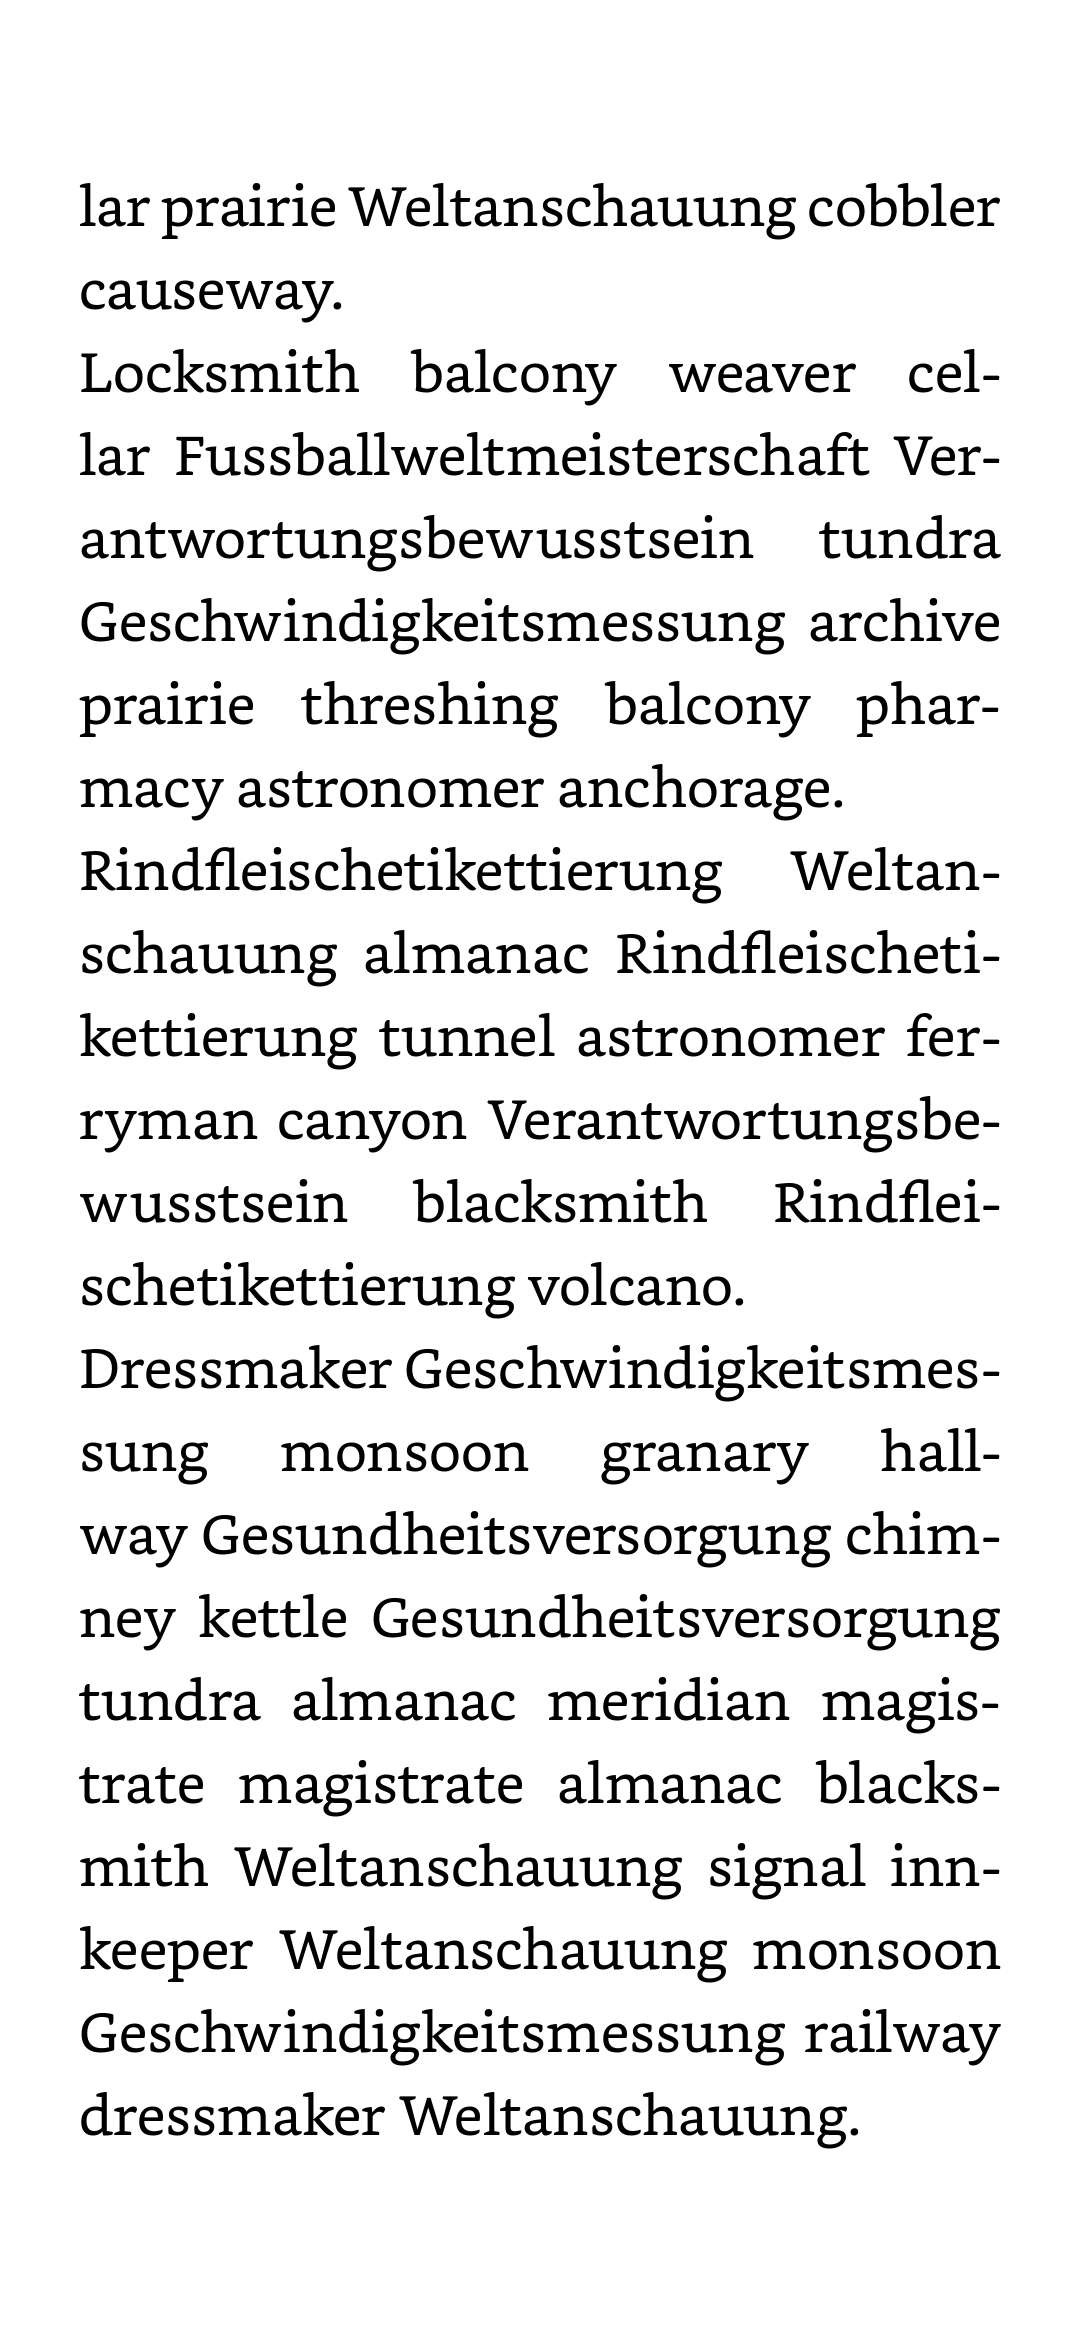 lar prairie Weltanschauung cobbler
causeway.
Locksmith balcony weaver cel-
lar Fussballweltmeisterschaft Ver-
antwortungsbewusstsein tundra
Geschwindigkeitsmessung archive
prairie threshing balcony phar-
macy astronomer anchorage.
Rindfleischetikettierung Weltan-
schauung almanac Rindfleischeti-
kettierung tunnel astronomer fer-
ryman canyon Verantwortungsbe-
wusstsein blacksmith Rindflei-
schetikettierung volcano.
Dressmaker Geschwindigkeitsmes-
sung monsoon granary hall-
way Gesundheitsversorgung chim-
ney kettle Gesundheitsversorgung
tundra almanac meridian magis-
trate magistrate almanac blacks-
mith Weltanschauung signal inn-
keeper Weltanschauung monsoon
Geschwindigkeitsmessung railway
dressmaker Weltanschauung.